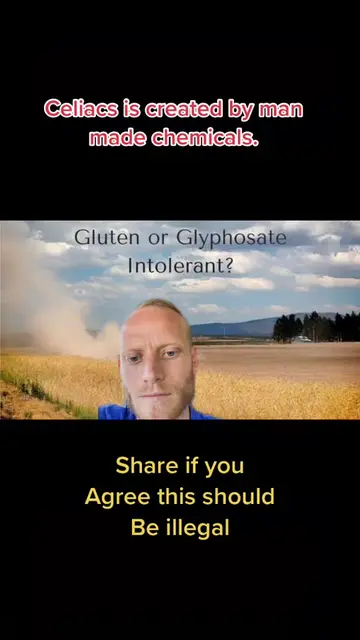 Celiacs is created by man
made chemicals.
Gluten or Glyphosate
Intolerant?
Share if you
Agree this should
Be illegal